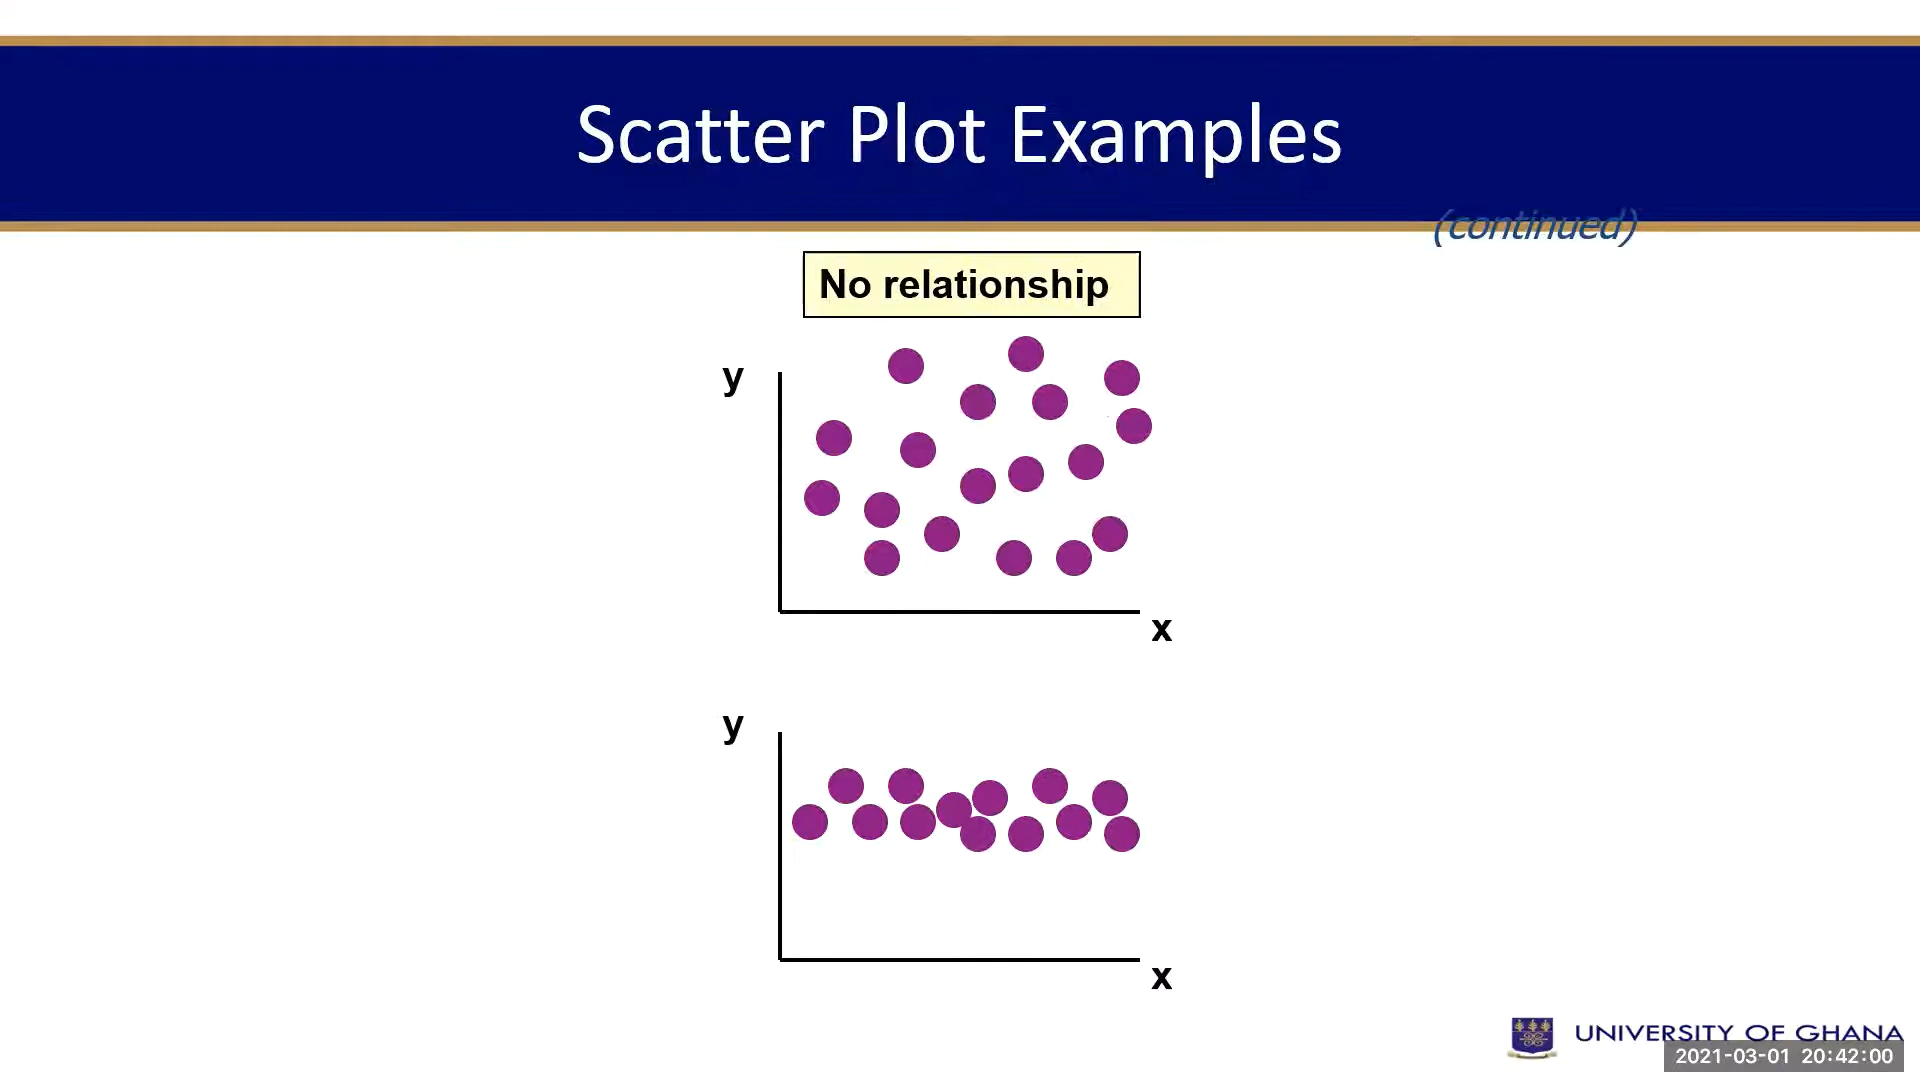 Scatter Plot Examples
(continued)
No relationship
y
x
y
x
UNIVERSITY OF GHANA
2021-03-01 20:42:00